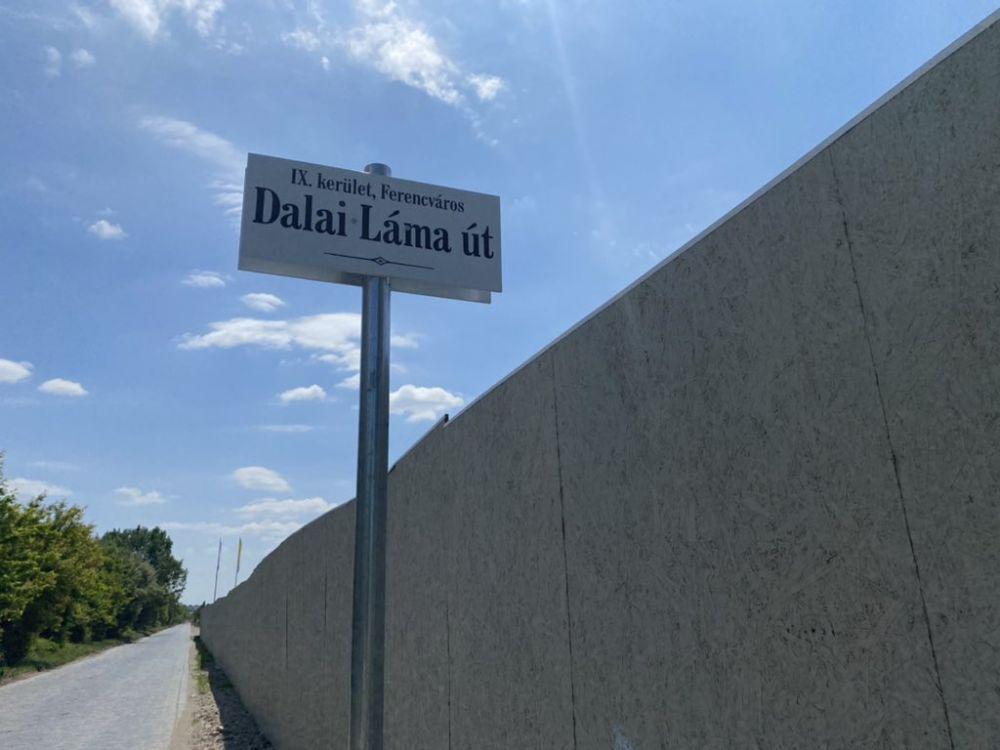 IX. kerület, Ferencváros
Dalai Láma út